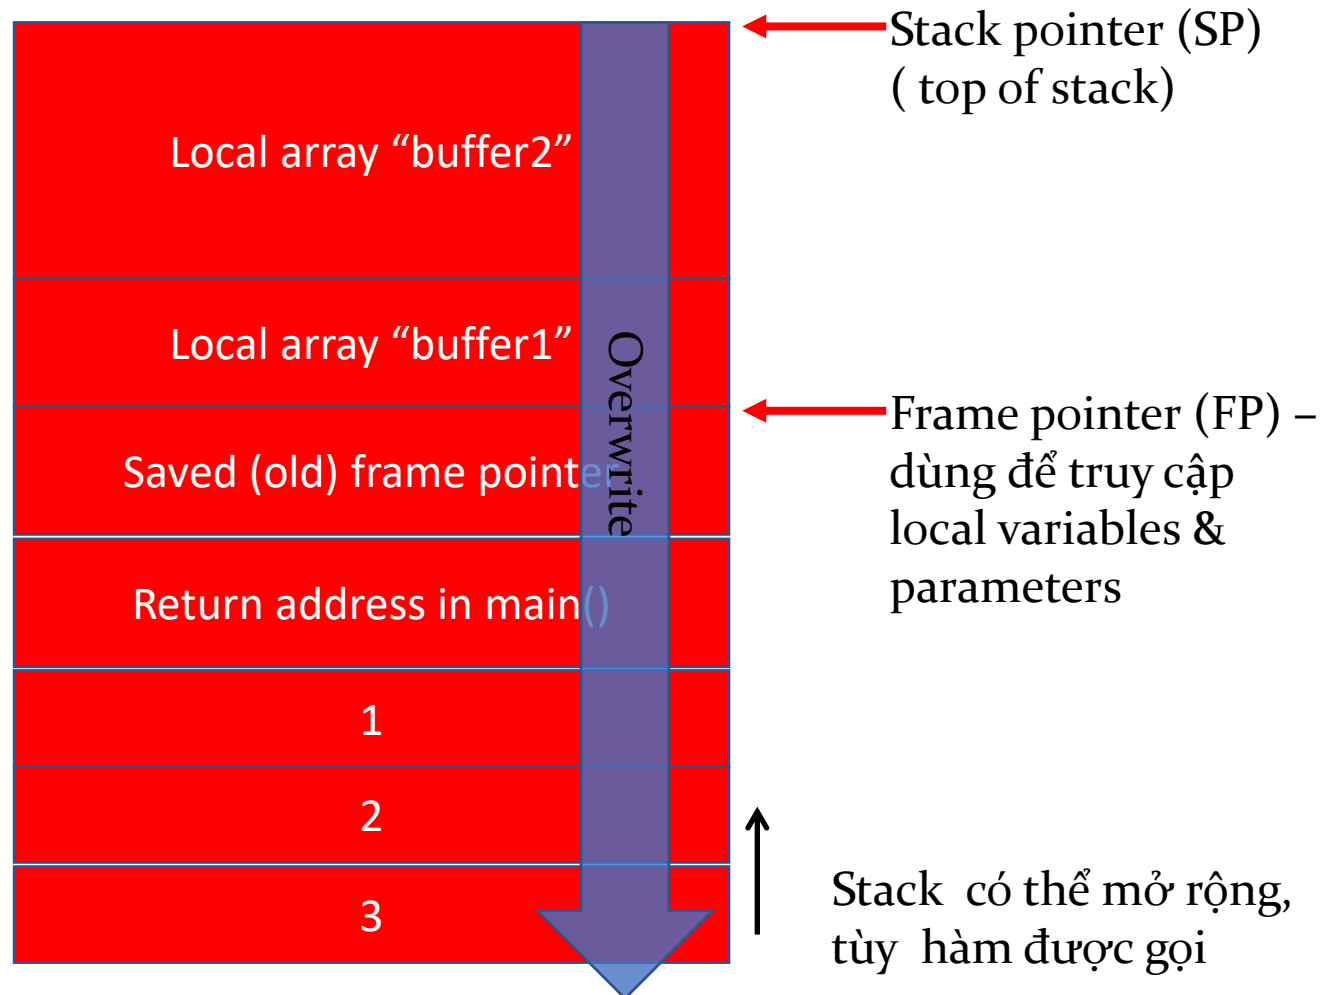 Stack pointer (SP)
( top of stack)
Local array “buffer2”
Local array “buffer1”
Overwrite
Frame pointer (FP) –
dùng để truy cập
local variables &
parameters
Saved (old) frame pointer
Return address in main()
1
2
3
Stack  có thể mở rộng,
tùy  hàm được gọi